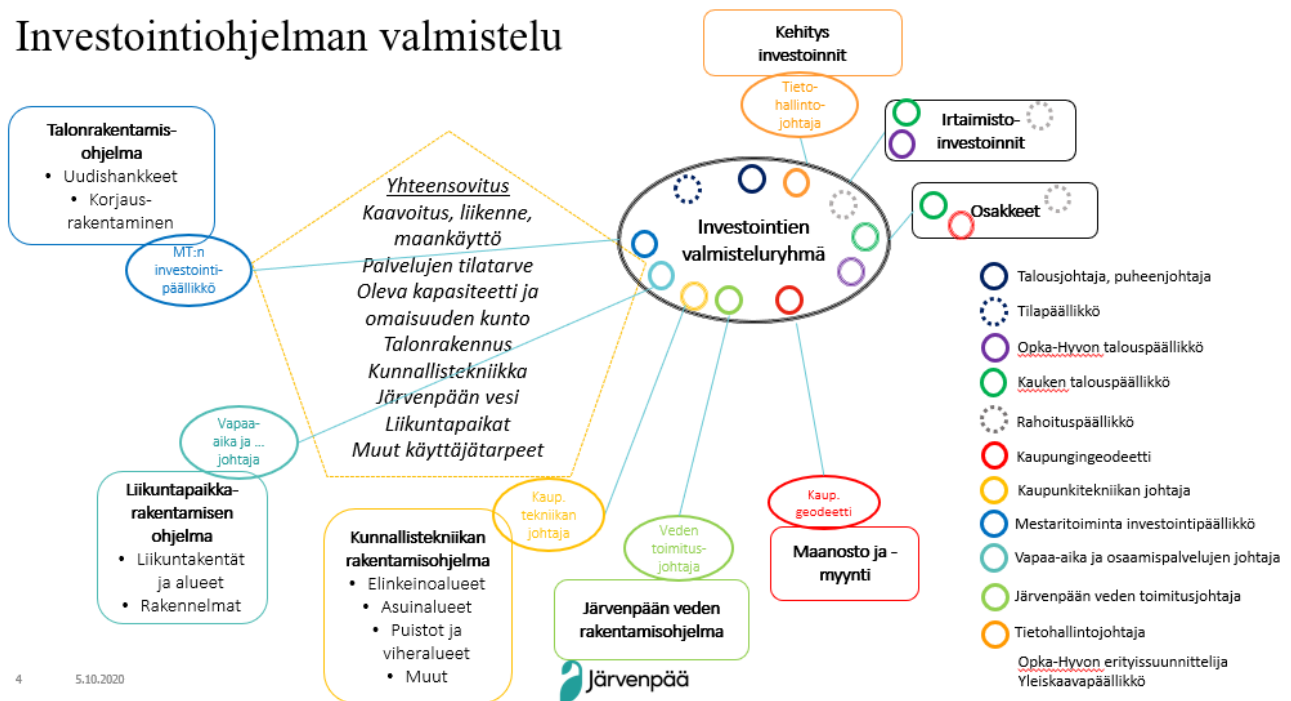 Investointiohjelman valmistelu
Kehitys
investoinnit
Tieto-
hallinto-
johtaja
Talonrakentamis-
ohjelma
• Uudishankkeet
• Korjaus-
rakentaminen
MT:n
investointi-
päällikkö
Yhteensovitus
Kaavoitus, liikenne,
maankäyttö
Palvelujen tilatarve
Oleva kapasiteetti ja
omaisuuden kunto
Talonrakennus
Kunnallistekniikka
Järvenpään vesi
Liikuntapaikat
Muut käyttäjätarpeet
Investointien
valmisteluryhmä
Irtaimisto-
investoinnit
Osakkeet
Vapaa-
aika ja ...
johtaja
Liikuntapaikka-
rakentamisen
ohjelma
• Liikuntakentät
ja alueet
• Rakennelmat
Kaup.
tekniikan
johtaja
Kunnallistekniikan
rakentamisohjelma
• Elinkeinoalueet
• Asuinalueet
• Puistot ja
viheralueet
• Muut
Veden
toimitus-
johtaja
Järvenpään veden
rakentamisohjelma
Kaup.
geodeetti
Maanosto ja -
myynti
Talousjohtaja, puheenjohtaja
Tilapäällikkö
Opka-Hyvon talouspäällikkö
Kauken talouspäällikkö
Rahoituspäällikkö
Kaupungingeodeetti
Kaupunkitekniikan johtaja
Mestaritoiminta investointipäällikkö
Vapaa-aika ja osaamispalvelujen johtaja
Järvenpään veden toimitusjohtaja
Tietohallintojohtaja
Opka-Hyvon erityissuunnittelija
Yleiskaavapäällikkö
4
5.10.2020
Järvenpää